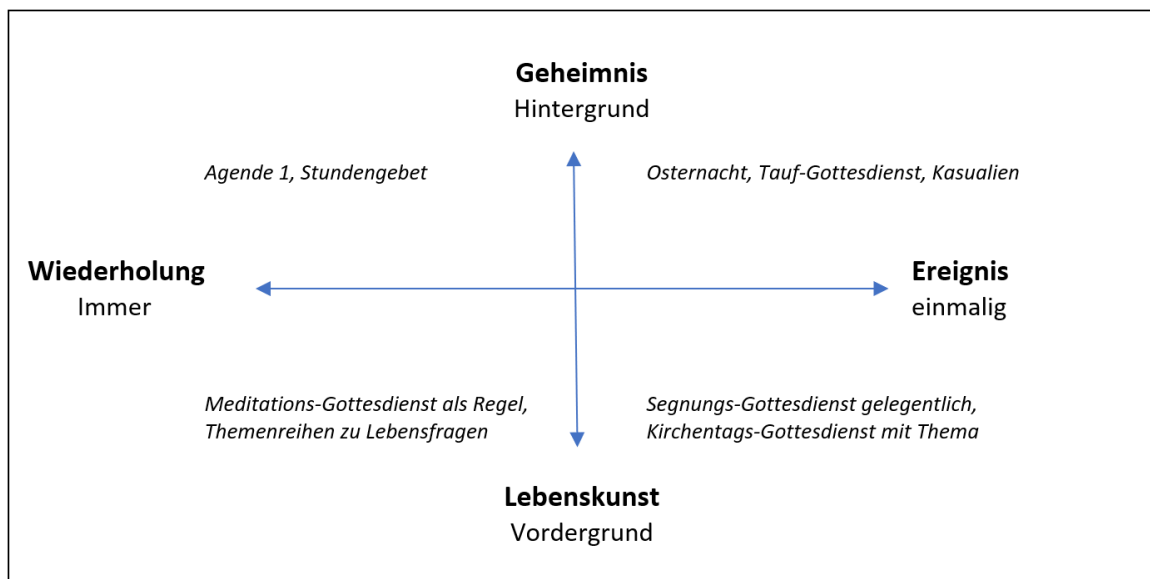 Geheimnis
Hintergrund
Agende 1, Stundengebet
Osternacht, Tauf-Gottesdienst, Kasualien
Wiederholung
Immer
Ereignis
einmalig
Meditations-Gottesdienst als Regel,
Themenreihen zu Lebensfragen
Segnungs-Gottesdienst gelegentlich,
Kirchentags-Gottesdienst mit Thema
Lebenskunst
Vordergrund